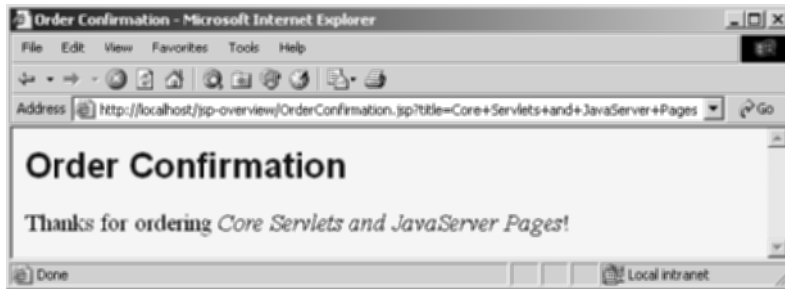 Order Confirmation - Microsoft Internet Explorer
File Edit View Favorites Tools Help
Address http://localhost/jsp-overview/OrderConfirmation.jsp?title=Core+Servlets+and+JavaServer+Pages Go
Order Confirmation
Thanks for ordering Core Servlets and JavaServer Pages!
Done Local intranet